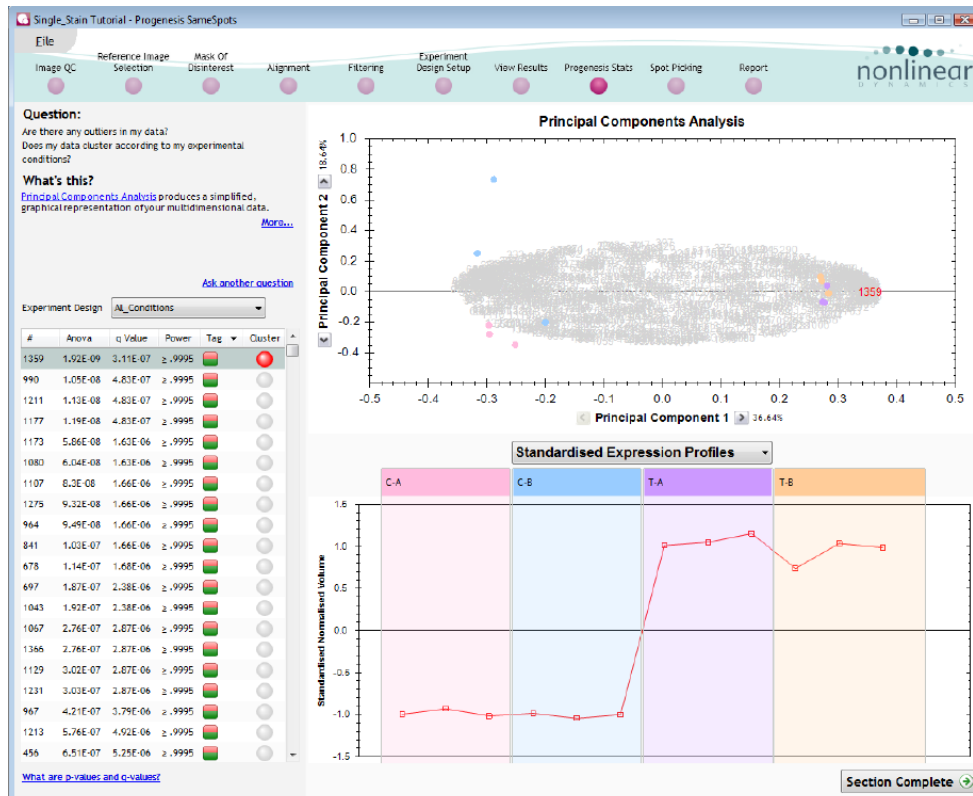 Single_Stain Tutorial - Progenesis SameSpots
File
Image QC
Reference Image
Selection
Mask Of
Disinterest
Alignment
Filtering
Experiment
Design Setup
View Results
Progenesis Stats
Spot Picking
Report
nonlinear
DYNAMICS
Question:
Are there any outliers in my data?
Does my data cluster according to my experimental
conditions?
What's this?
Principal Components Analysis produces a simplified,
graphical representation of your multidimensional data.
More...
Ask another question
Experiment Design All_Conditions
# Anova q Value Power Tag Cluster
1359 1.92E-09 3.11E-07 ≥ .9995
990 1.05E-08 4.83E-07 ≥ .9995
1211 1.13E-08 4.83E-07 ≥ .9995
1177 1.19E-08 4.83E-07 ≥ .9995
1173 5.86E-08 1.63E-06 ≥ .9995
1080 6.04E-08 1.63E-06 ≥ .9995
1107 8.3E-08 1.66E-06 ≥ .9995
1275 9.32E-08 1.66E-06 ≥ .9995
964 9.49E-08 1.66E-06 ≥ .9995
841 1.03E-07 1.66E-06 ≥ .9995
678 1.14E-07 1.68E-06 ≥ .9995
697 1.87E-07 2.38E-06 ≥ .9995
1043 1.92E-07 2.38E-06 ≥ .9995
1067 2.76E-07 2.87E-06 ≥ .9995
1366 2.76E-07 2.87E-06 ≥ .9995
1129 3.02E-07 2.87E-06 ≥ .9995
1231 3.03E-07 2.87E-06 ≥ .9995
967 4.21E-07 3.79E-06 ≥ .9995
1213 5.76E-07 4.92E-06 ≥ .9995
456 6.51E-07 5.25E-06 ≥ .9995
What are p-values and q-values?
Principal Components Analysis
Principal Component 2 18.64%
1.0
0.8
0.6
0.4
0.2
0.0
-0.2
-0.4
1359
-0.5 -0.4 -0.3 -0.2 -0.1 0.0 0.1 0.2 0.3 0.4 0.5
Principal Component 1 36.64%
Standardised Expression Profiles
C-A C-B T-A T-B
Standardised Normalised Volume
1.5
1.0
0.5
0.0
-0.5
-1.0
-1.5
Section Complete